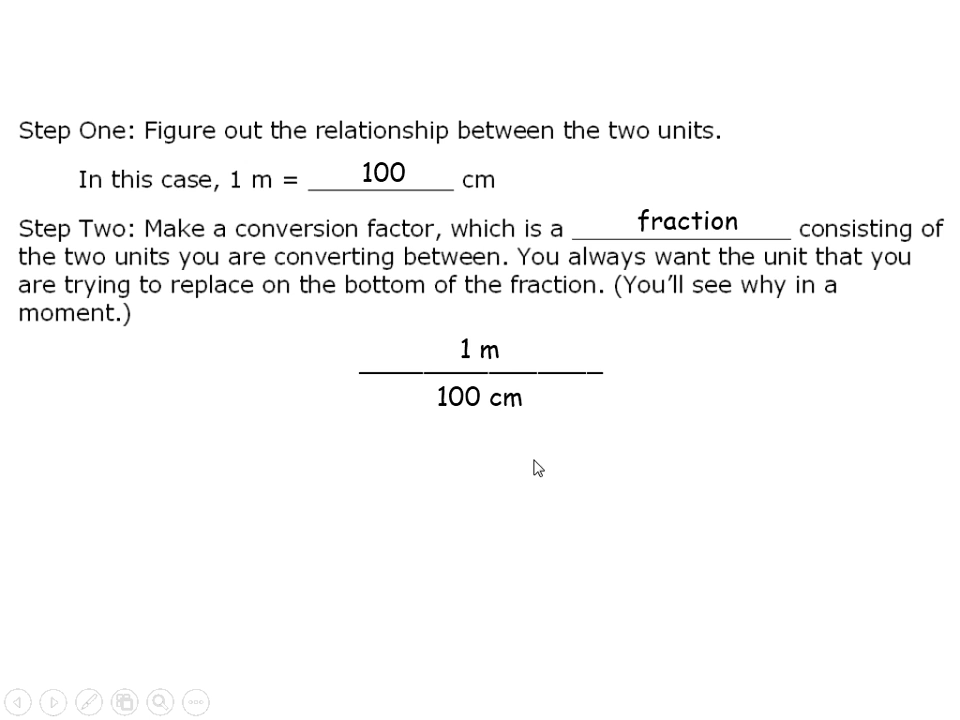 Step One: Figure out the relationship between the two units.
In this case, 1 m = 100 cm
Step Two: Make a conversion factor, which is a fraction consisting of
the two units you are converting between. You always want the unit that you
are trying to replace on the bottom of the fraction. (You'll see why in a
moment.)
1 m
100 cm